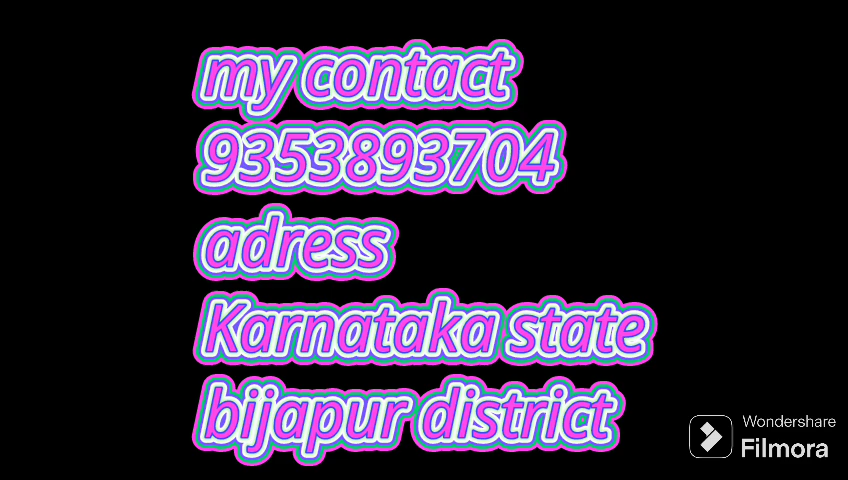 my contact
9353893704
adress
Karnataka state
bijapur district
Wondershare
Filmora